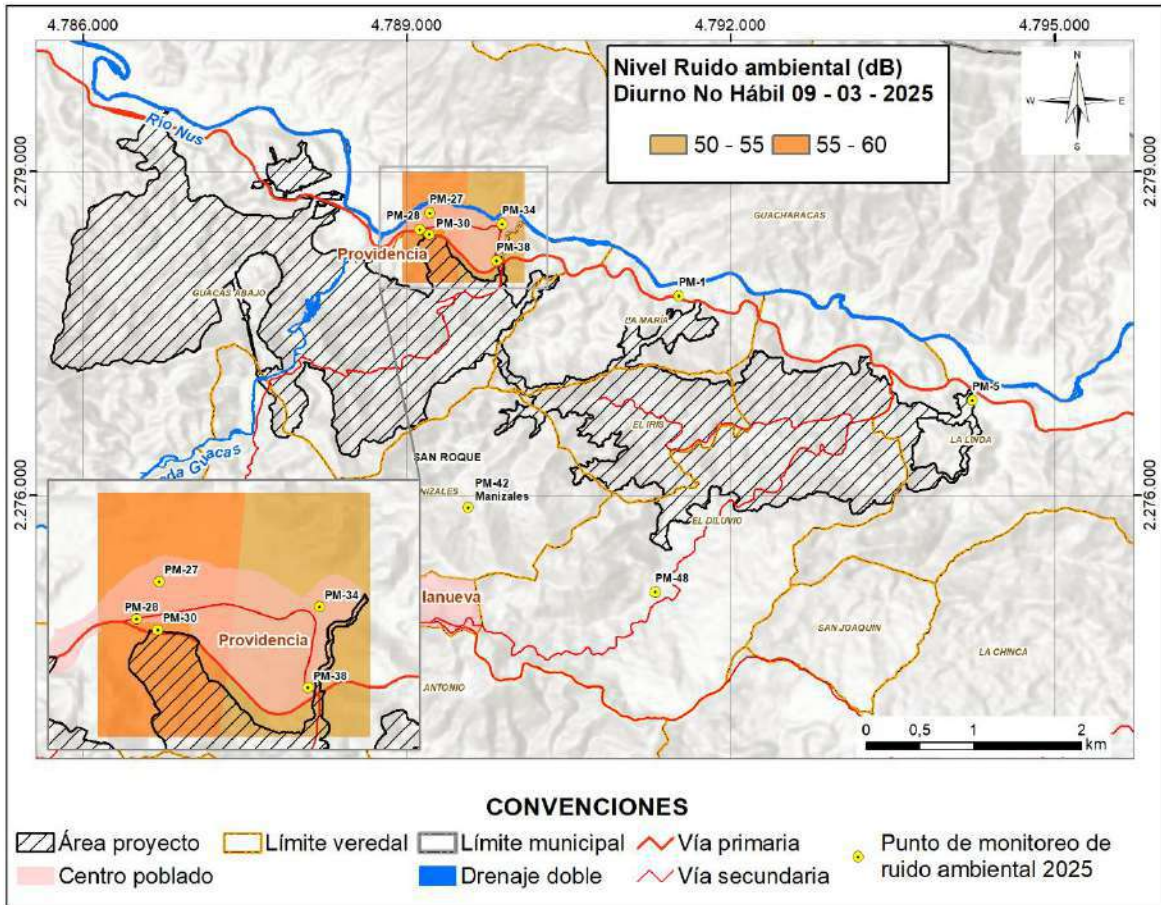 4.786.000
4.789.000
4.792.000
4.795.000
2.279.000
2.279.000
2.276.000
2.276.000
Nivel Ruido ambiental (dB)
Diurno No Hábil 09 - 03 - 2025
50 - 55
55 - 60
N
W
E
S
Río Nus
PM-27
PM-28
PM-30
PM-34
PM-38
Providencia
GUACHARACAS
GUACAS ABAJO
PM-1
LA MARÍA
PM-5
EL IRIS
LA LINDA
SAN ROQUE
PM-42
Manizales
NIZALES
da Guacas
EL DILUVIO
PM-48
lanueva
SAN JOAQUIN
LA CHINCA
ANTONIO
PM-27
PM-28
PM-30
PM-34
Providencia
PM-38
0 0,5 1 2
km
CONVENCIONES
Área proyecto
Límite veredal
Límite municipal
Vía primaria
Punto de monitoreo de
ruido ambiental 2025
Centro poblado
Drenaje doble
Vía secundaria